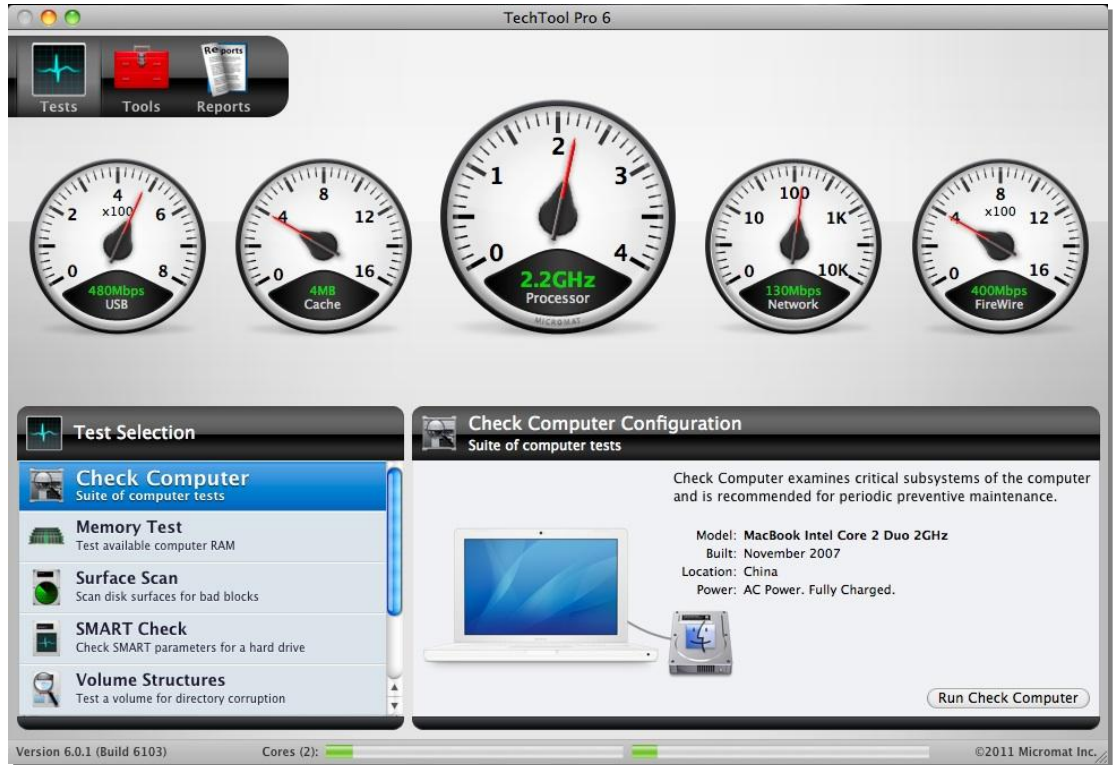 TechTool Pro 6
Reports
Tests
Tools
Reports
0
2
4
x100
6
8
480Mbps
USB
0
4
8
12
16
4MB
Cache
0
1
2
3
4
2.2GHz
Processor
MICROMAT
0
10
100
1K
10K
130Mbps
Network
0
4
8
x100
12
16
400Mbps
FireWire
Test Selection
Check Computer
Suite of computer tests
Memory Test
Test available computer RAM
Surface Scan
Scan disk surfaces for bad blocks
SMART Check
Check SMART parameters for a hard drive
Volume Structures
Test a volume for directory corruption
Check Computer Configuration
Suite of computer tests
Check Computer examines critical subsystems of the computer
and is recommended for periodic preventive maintenance.
Model: MacBook Intel Core 2 Duo 2GHz
Built: November 2007
Location: China
Power: AC Power. Fully Charged.
Run Check Computer
Version 6.0.1 (Build 6103)
Cores (2):
©2011 Micromat Inc.